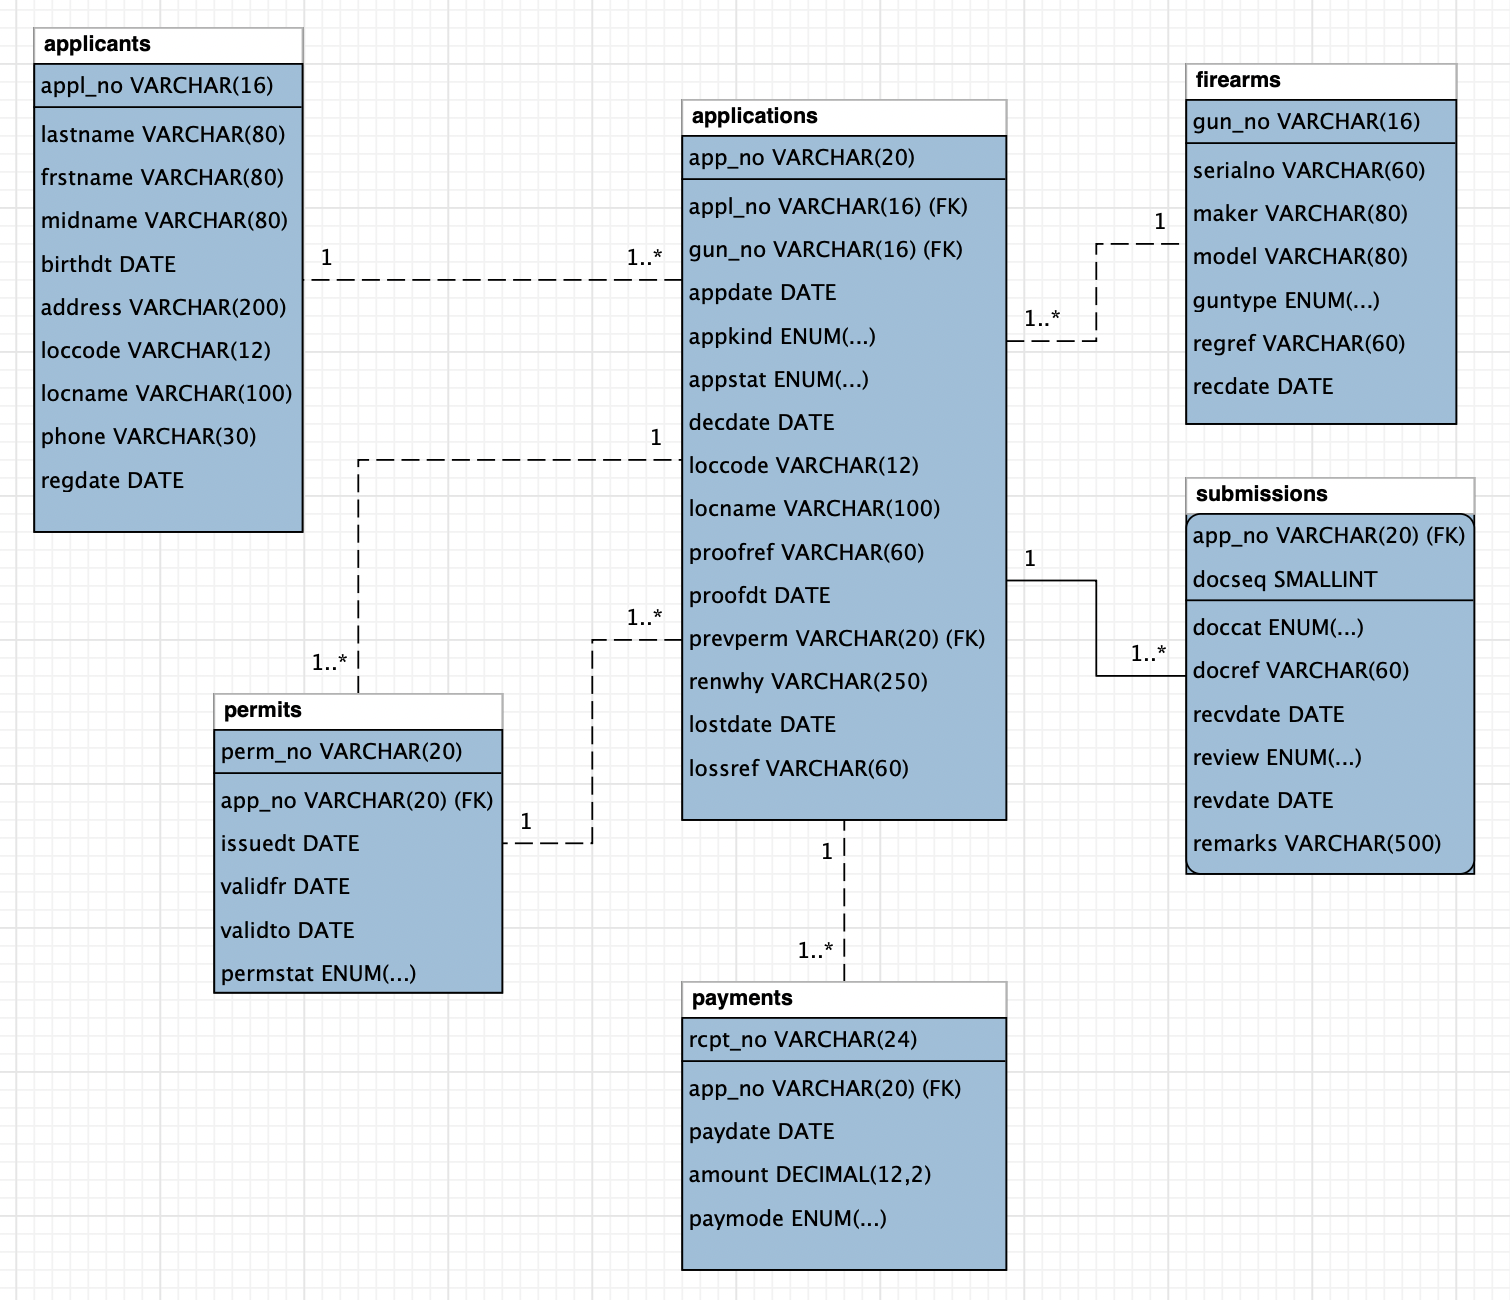 applicants
appl_no VARCHAR(16)
lastname VARCHAR(80)
frstname VARCHAR(80)
midname VARCHAR(80)
birthdt DATE
address VARCHAR(200)
loccode VARCHAR(12)
locname VARCHAR(100)
phone VARCHAR(30)
regdate DATE
1
1..*
applications
app_no VARCHAR(20)
appl_no VARCHAR(16) (FK)
gun_no VARCHAR(16) (FK)
appdate DATE
appkind ENUM(...)
appstat ENUM(...)
decdate DATE
loccode VARCHAR(12)
locname VARCHAR(100)
proofref VARCHAR(60)
proofdt DATE
prevperm VARCHAR(20) (FK)
renwhy VARCHAR(250)
lostdate DATE
lossref VARCHAR(60)
1
1..*
firearms
gun_no VARCHAR(16)
serialno VARCHAR(60)
maker VARCHAR(80)
model VARCHAR(80)
guntype ENUM(...)
regref VARCHAR(60)
recdate DATE
1
1..*
submissions
app_no VARCHAR(20) (FK)
docseq SMALLINT
doccat ENUM(...)
docref VARCHAR(60)
recvdate DATE
review ENUM(...)
revdate DATE
remarks VARCHAR(500)
1
1..*
permits
perm_no VARCHAR(20)
app_no VARCHAR(20) (FK)
issuedt DATE
validfr DATE
validto DATE
permstat ENUM(...)
1..*
1
1
1..*
payments
rcpt_no VARCHAR(24)
app_no VARCHAR(20) (FK)
paydate DATE
amount DECIMAL(12,2)
paymode ENUM(...)